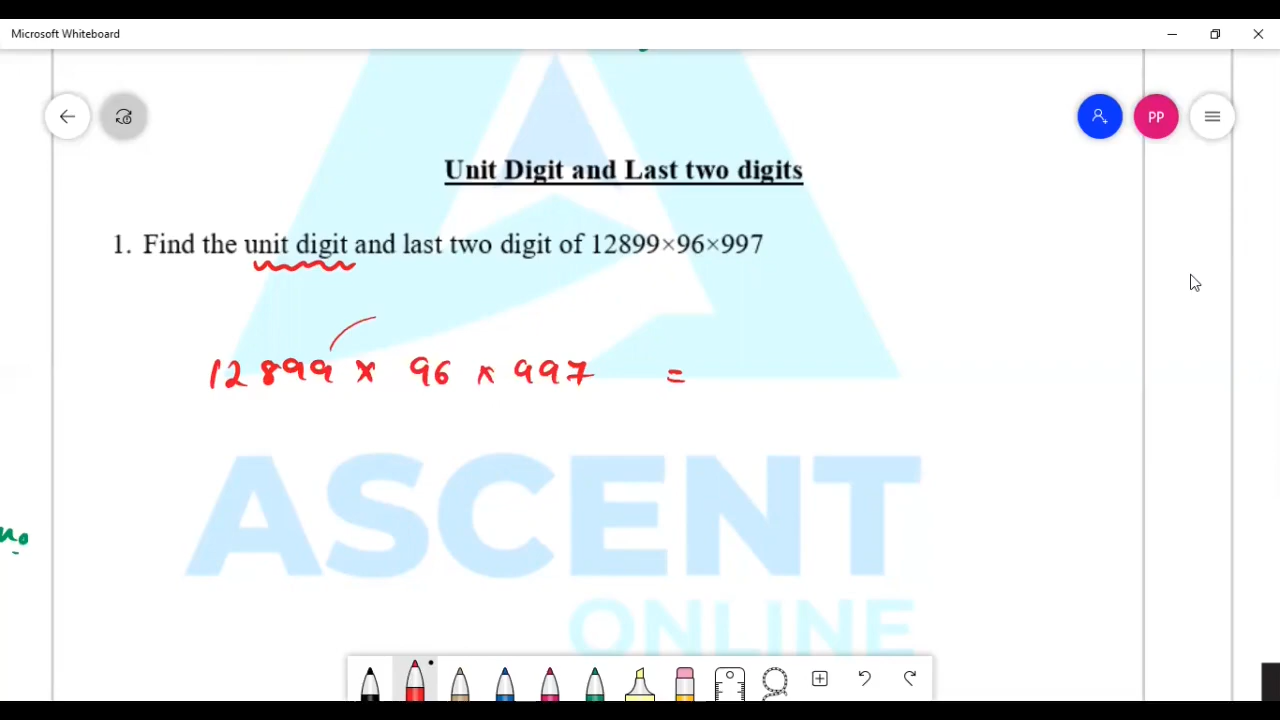 Microsoft Whiteboard
PP
Unit Digit and Last two digits
1. Find the unit digit and last two digit of 12899×96×997
12899 × 96 × 997 =
no
ASCENT
ONLINE